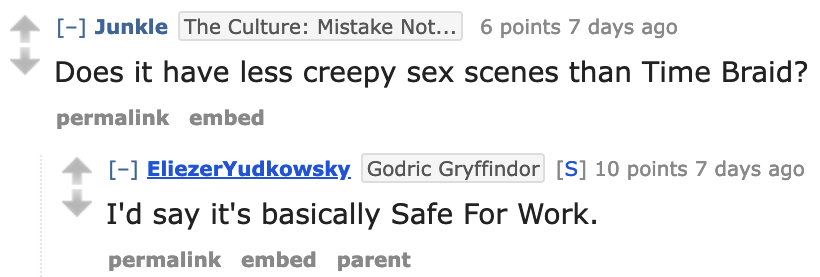 [–] Junkle The Culture: Mistake Not... 6 points 7 days ago
Does it have less creepy sex scenes than Time Braid?
permalink embed
[–] EliezerYudkowsky Godric Gryffindor [S] 10 points 7 days ago
I'd say it's basically Safe For Work.
permalink embed parent